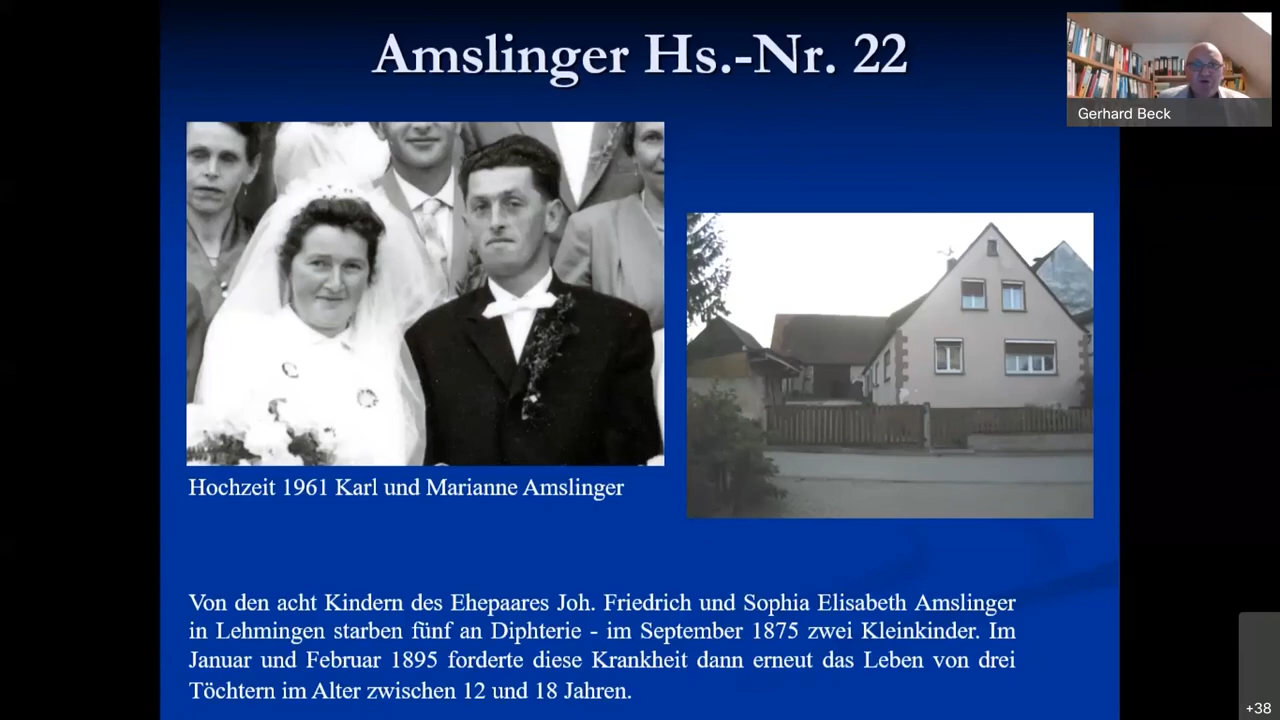 Amslinger Hs.-Nr. 22
Gerhard Beck
Hochzeit 1961 Karl und Marianne Amslinger
Von den acht Kindern des Ehepaares Joh. Friedrich und Sophia Elisabeth Amslinger
in Lehmingen starben fünf an Diphterie - im September 1875 zwei Kleinkinder. Im
Januar und Februar 1895 forderte diese Krankheit dann erneut das Leben von drei
Töchtern im Alter zwischen 12 und 18 Jahren.
+38